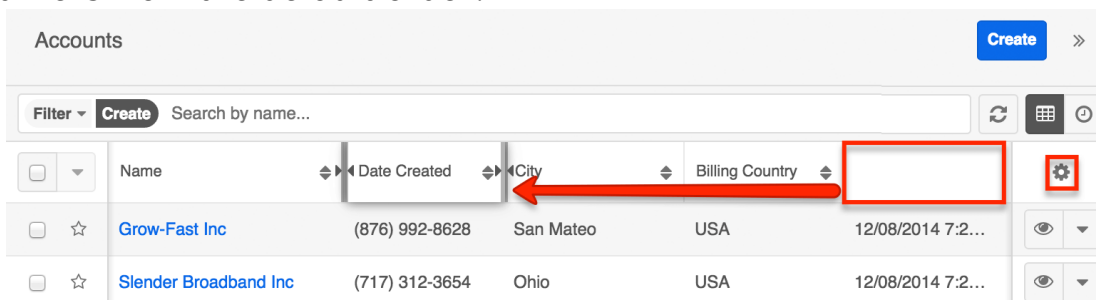 Accounts
Create
Filter Create Search by name...
Name Date Created City Billing Country
Grow-Fast Inc (876) 992-8628 San Mateo USA 12/08/2014 7:2...
Slender Broadband Inc (717) 312-3654 Ohio USA 12/08/2014 7:2...